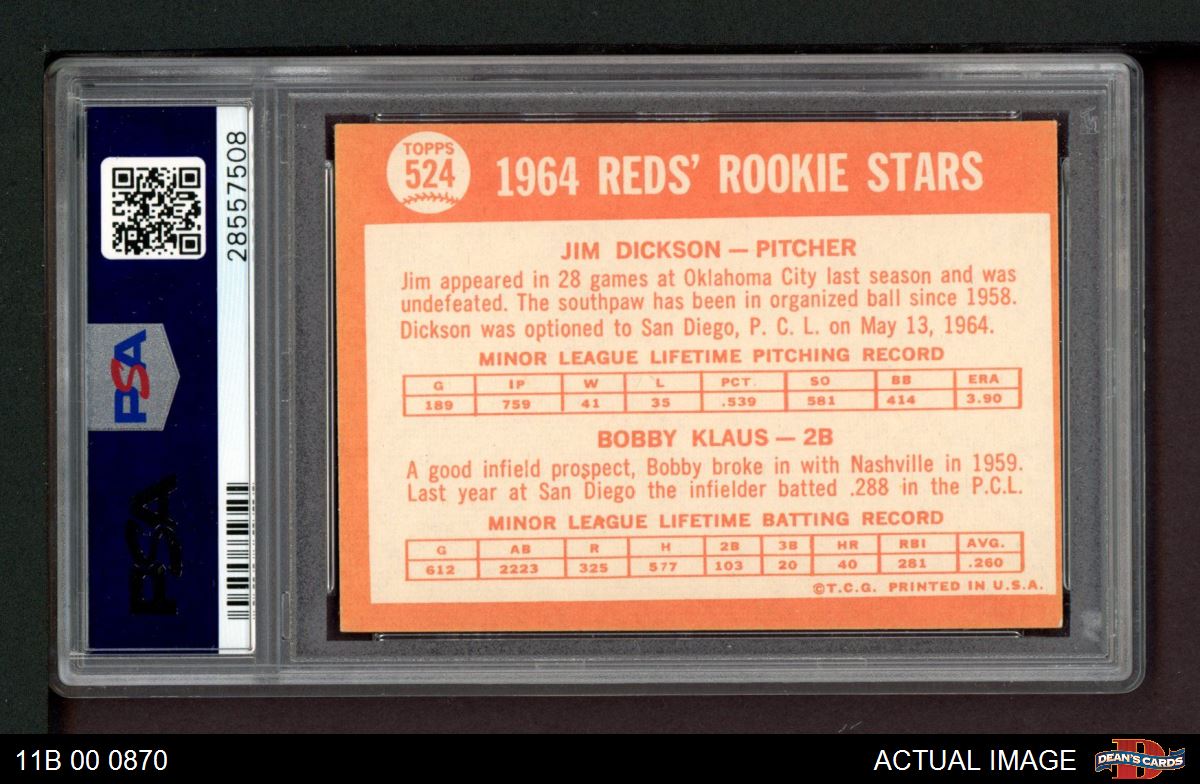 28557508
PSA
PSA
TOPPS
524
1964 REDS' ROOKIE STARS
JIM DICKSON — PITCHER
Jim appeared in 28 games at Oklahoma City last season and was
undefeated. The southpaw has been in organized ball since 1958.
Dickson was optioned to San Diego, P. C. L. on May 13, 1964.
MINOR LEAGUE LIFETIME PITCHING RECORD
G IP W L PCT. SO BB ERA
189 759 41 35 .539 581 414 3.90
BOBBY KLAUS — 2B
A good infield prospect, Bobby broke in with Nashville in 1959.
Last year at San Diego the infielder batted .288 in the P.C.L.
MINOR LEAGUE LIFETIME BATTING RECORD
G AB R H 2B 3B HR RBI AVG.
612 2223 325 577 103 20 40 281 .260
©T.C.G. PRINTED IN U.S.A.
11B 00 0870
ACTUAL IMAGE
D
DEAN'S CARDS